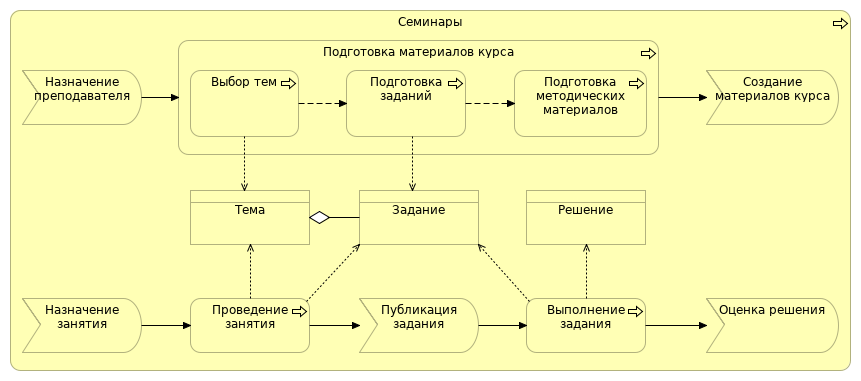 Семинары
Подготовка материалов курса
Назначение
преподавателя
Выбор тем
Подготовка
заданий
Подготовка
методических
материалов
Создание
материалов курса
Тема
Задание
Решение
Назначение
занятия
Проведение
занятия
Публикация
задания
Выполнение
задания
Оценка решения